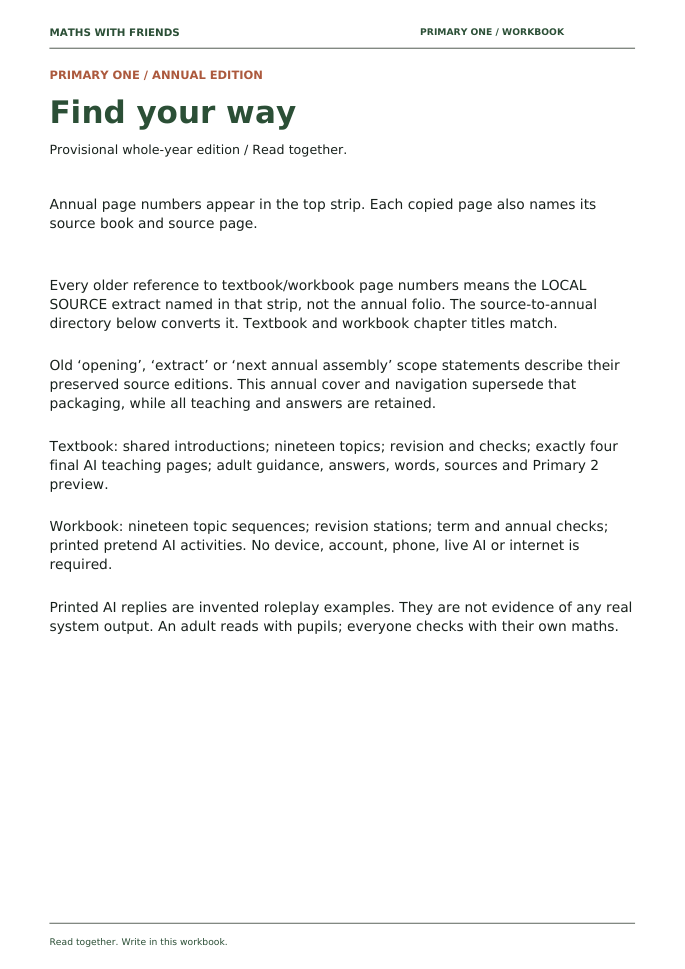 MATHS WITH FRIENDS
PRIMARY ONE / WORKBOOK
PRIMARY ONE / ANNUAL EDITION
Find your way
Provisional whole-year edition / Read together.
Annual page numbers appear in the top strip. Each copied page also names its
source book and source page.
Every older reference to textbook/workbook page numbers means the LOCAL
SOURCE extract named in that strip, not the annual folio. The source-to-annual
directory below converts it. Textbook and workbook chapter titles match.
Old ‘opening’, ‘extract’ or ‘next annual assembly’ scope statements describe their
preserved source editions. This annual cover and navigation supersede that
packaging, while all teaching and answers are retained.
Textbook: shared introductions; nineteen topics; revision and checks; exactly four
final AI teaching pages; adult guidance, answers, words, sources and Primary 2
preview.
Workbook: nineteen topic sequences; revision stations; term and annual checks;
printed pretend AI activities. No device, account, phone, live AI or internet is
required.
Printed AI replies are invented roleplay examples. They are not evidence of any real
system output. An adult reads with pupils; everyone checks with their own maths.
Read together. Write in this workbook.